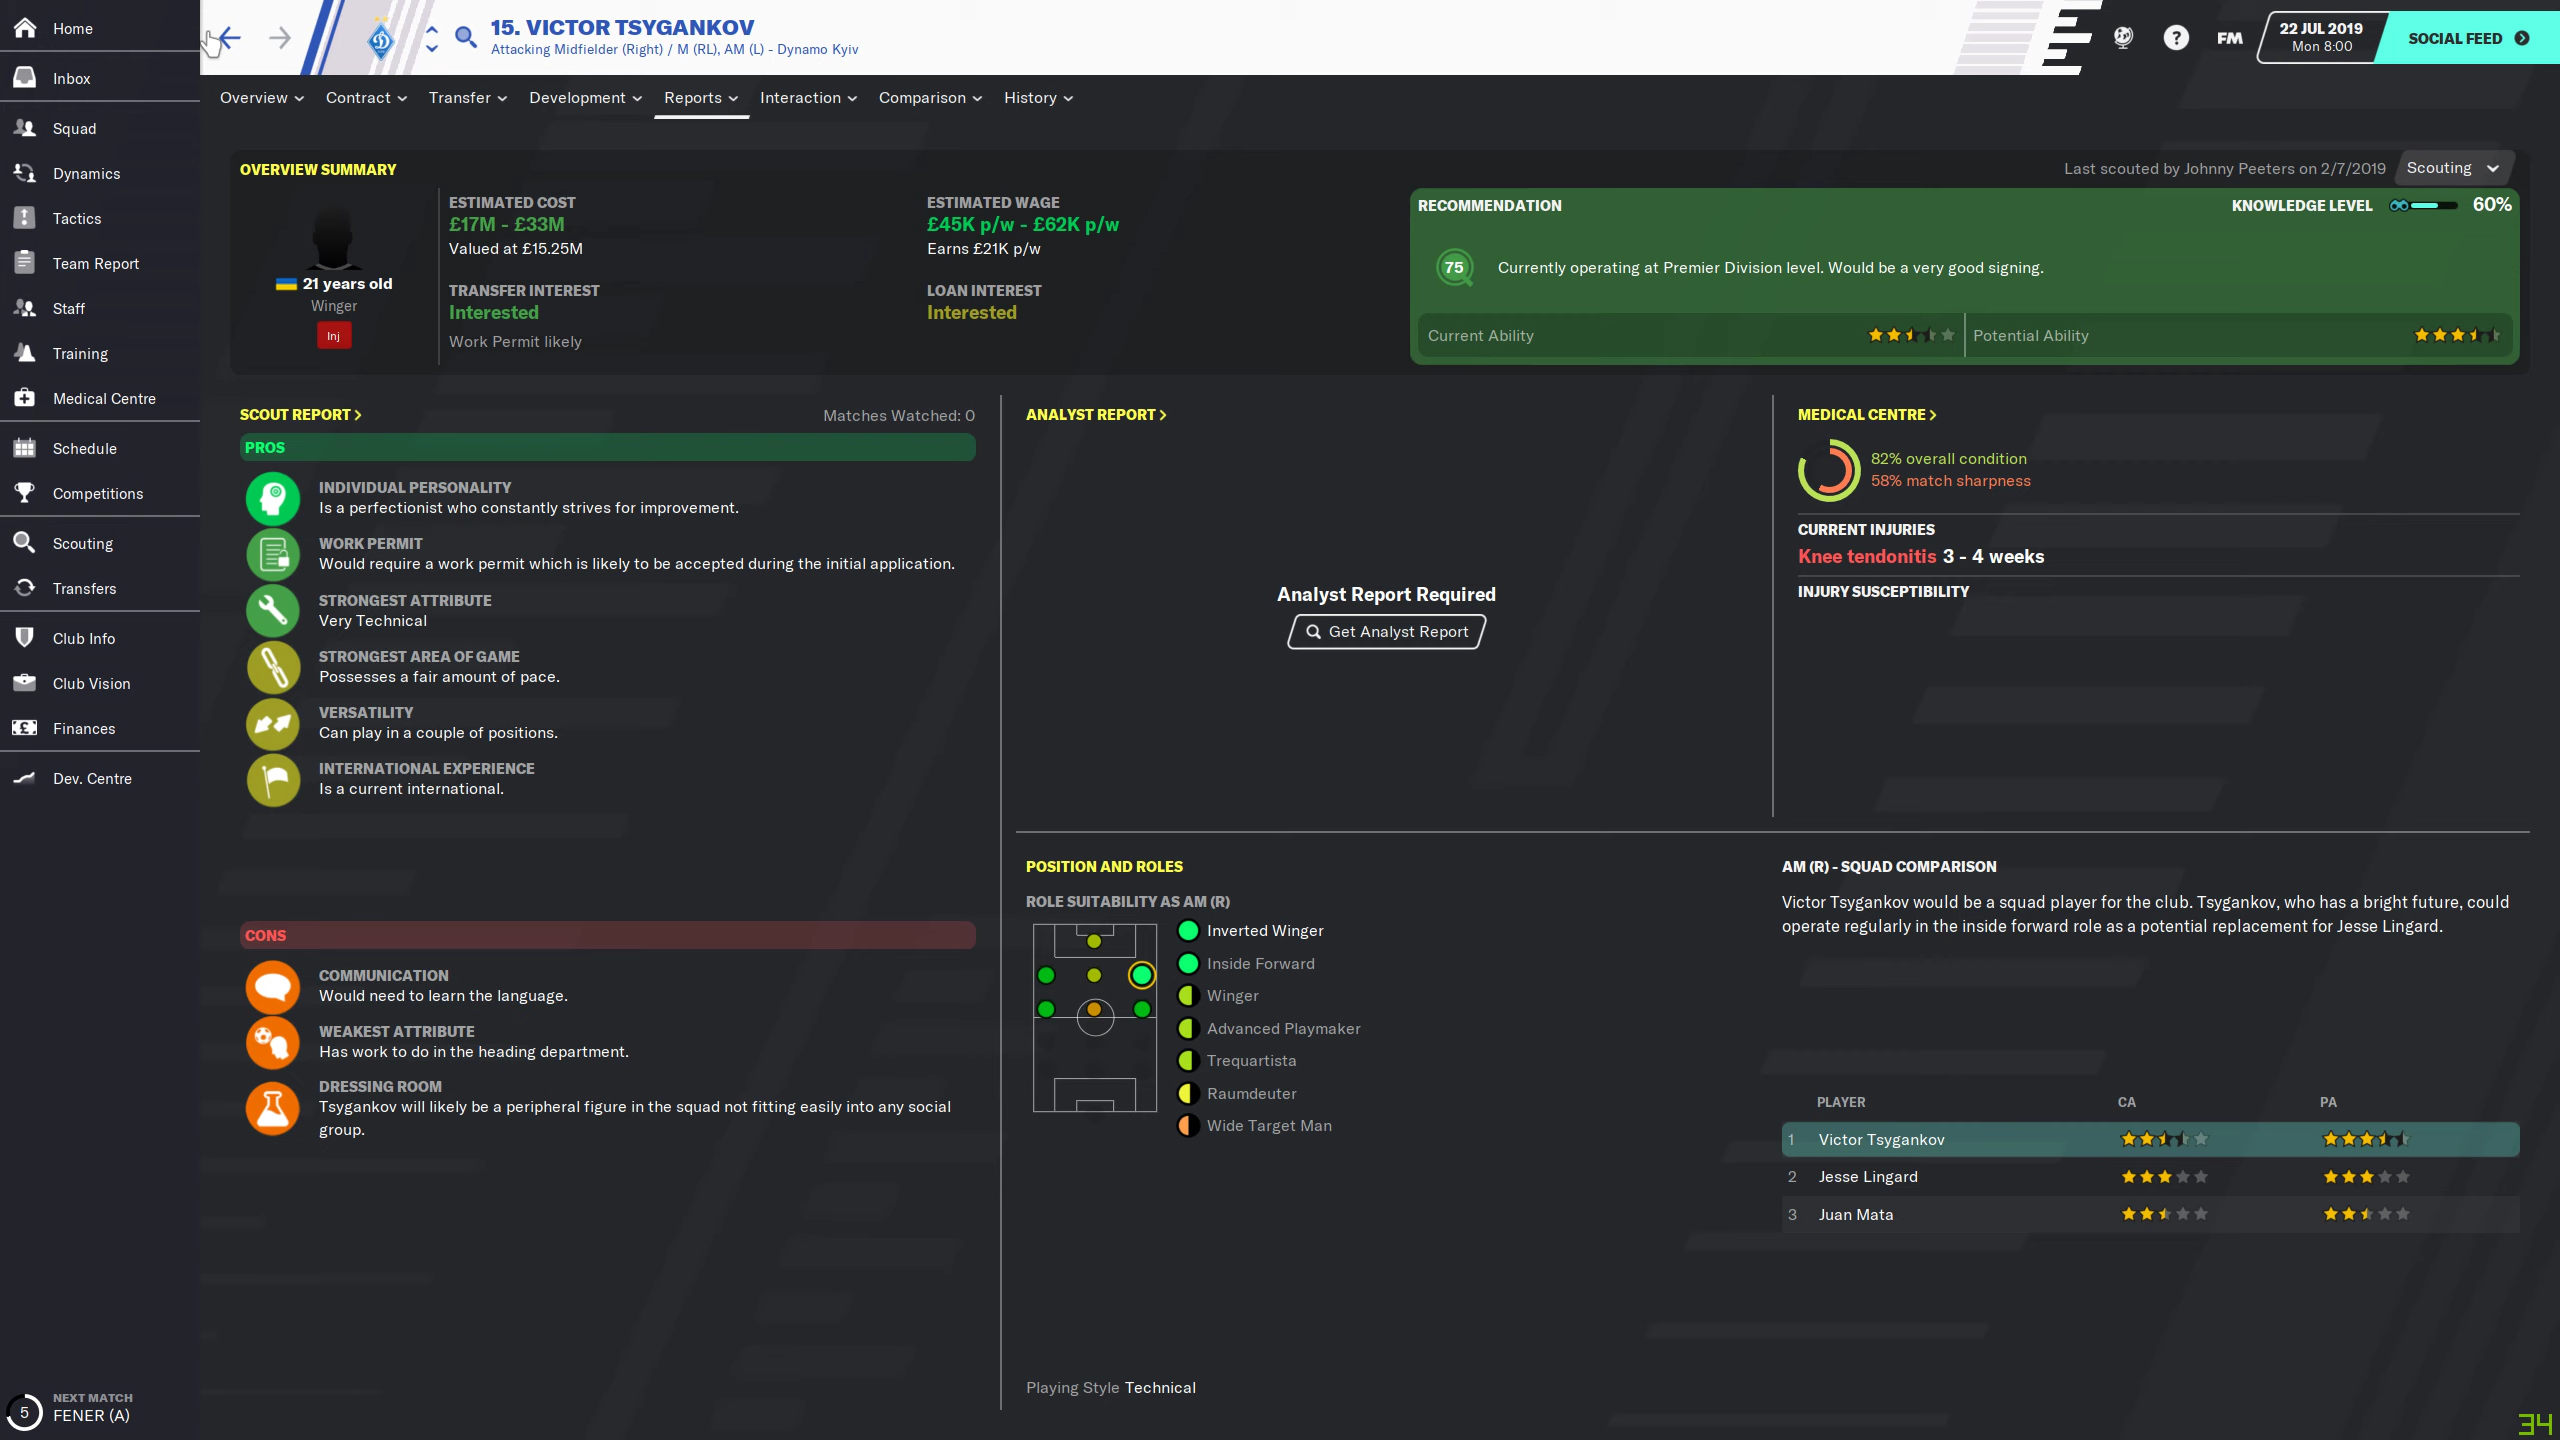 Home
Inbox
Squad
Dynamics
Tactics
Team Report
Staff
Training
Medical Centre
Schedule
Competitions
Scouting
Transfers
Club Info
Club Vision
Finances
Dev. Centre
5
NEXT MATCH
FENER (A)
15. VICTOR TSYGANKOV
Attacking Midfielder (Right) / M (RL), AM (L) - Dynamo Kyiv
?
FM
22 JUL 2019
Mon 8:00
SOCIAL FEED
Overview Contract Transfer Development Reports Interaction Comparison History
OVERVIEW SUMMARY
Last scouted by Johnny Peeters on 2/7/2019
Scouting
21 years old
Winger
Inj
ESTIMATED COST
£17M - £33M
Valued at £15.25M
TRANSFER INTEREST
Interested
Work Permit likely
ESTIMATED WAGE
£45K p/w - £62K p/w
Earns £21K p/w
LOAN INTEREST
Interested
RECOMMENDATION
KNOWLEDGE LEVEL 60%
75
Currently operating at Premier Division level. Would be a very good signing.
Current Ability
Potential Ability
SCOUT REPORT >
Matches Watched: 0
PROS
INDIVIDUAL PERSONALITY
Is a perfectionist who constantly strives for improvement.
WORK PERMIT
Would require a work permit which is likely to be accepted during the initial application.
STRONGEST ATTRIBUTE
Very Technical
STRONGEST AREA OF GAME
Possesses a fair amount of pace.
VERSATILITY
Can play in a couple of positions.
INTERNATIONAL EXPERIENCE
Is a current international.
CONS
COMMUNICATION
Would need to learn the language.
WEAKEST ATTRIBUTE
Has work to do in the heading department.
DRESSING ROOM
Tsygankov will likely be a peripheral figure in the squad not fitting easily into any social
group.
ANALYST REPORT >
Analyst Report Required
Get Analyst Report
MEDICAL CENTRE >
82% overall condition
58% match sharpness
CURRENT INJURIES
Knee tendonitis 3 - 4 weeks
INJURY SUSCEPTIBILITY
POSITION AND ROLES
ROLE SUITABILITY AS AM (R)
Inverted Winger
Inside Forward
Winger
Advanced Playmaker
Trequartista
Raumdeuter
Wide Target Man
Playing Style Technical
AM (R) - SQUAD COMPARISON
Victor Tsygankov would be a squad player for the club. Tsygankov, who has a bright future, could
operate regularly in the inside forward role as a potential replacement for Jesse Lingard.
PLAYER CA PA
1 Victor Tsygankov
2 Jesse Lingard
3 Juan Mata
34